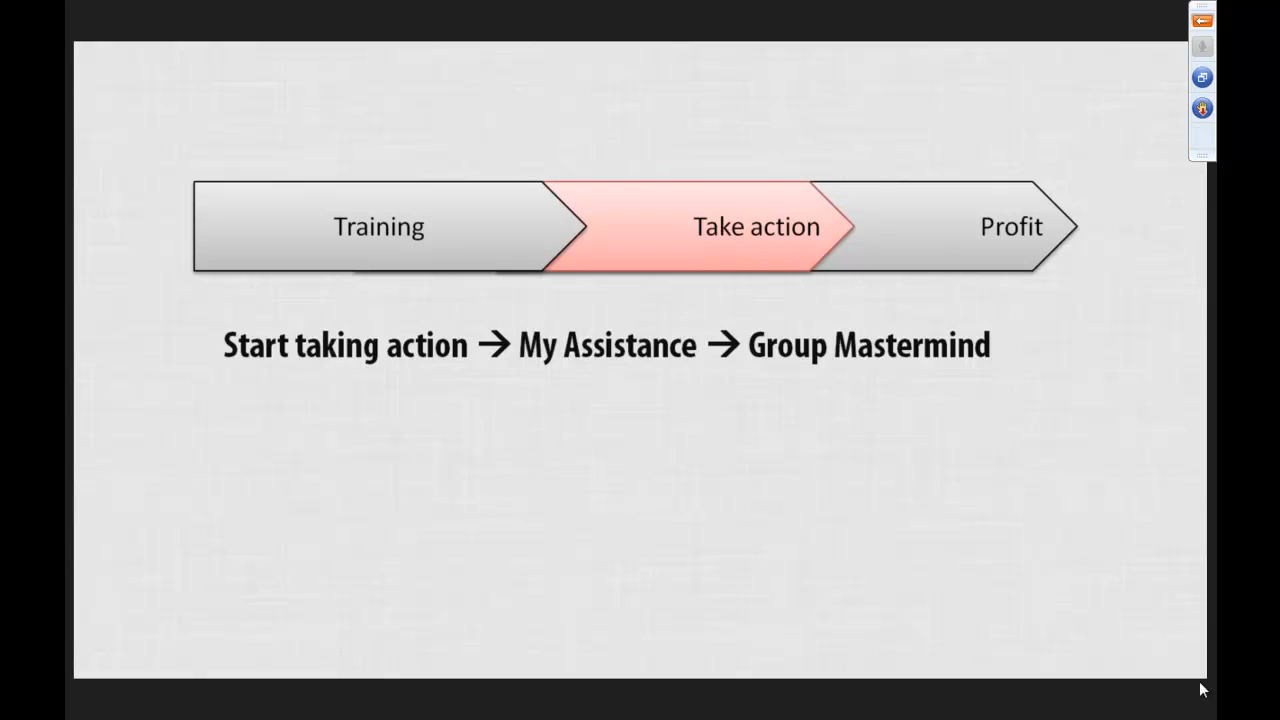 Training Take action Profit
Start taking action → My Assistance → Group Mastermind